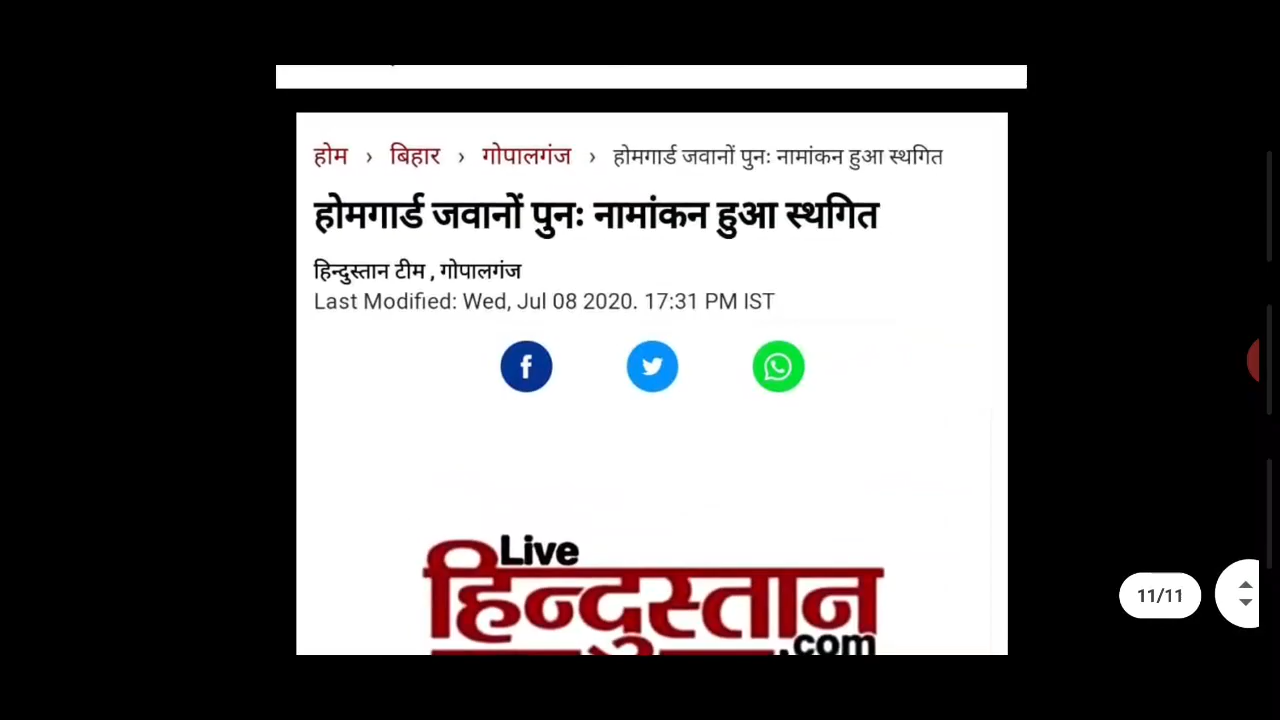 होम › बिहार › गोपालगंज › होमगार्ड जवानों पुनः नामांकन हुआ स्थगित
होमगार्ड जवानों पुनः नामांकन हुआ स्थगित
हिन्दुस्तान टीम , गोपालगंज
Last Modified: Wed, Jul 08 2020. 17:31 PM IST
Live
हिन्दुस्तान
.com
11/11